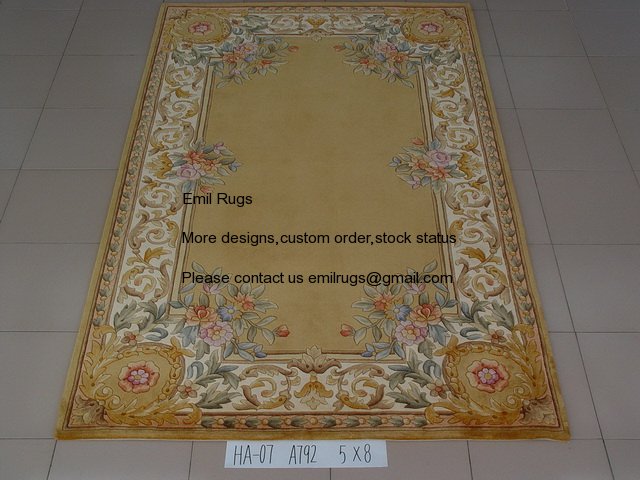 Emil Rugs
More designs,custom order,stock status
Please contact us emilrugs@gmail.com
HA-07 A792 5X8